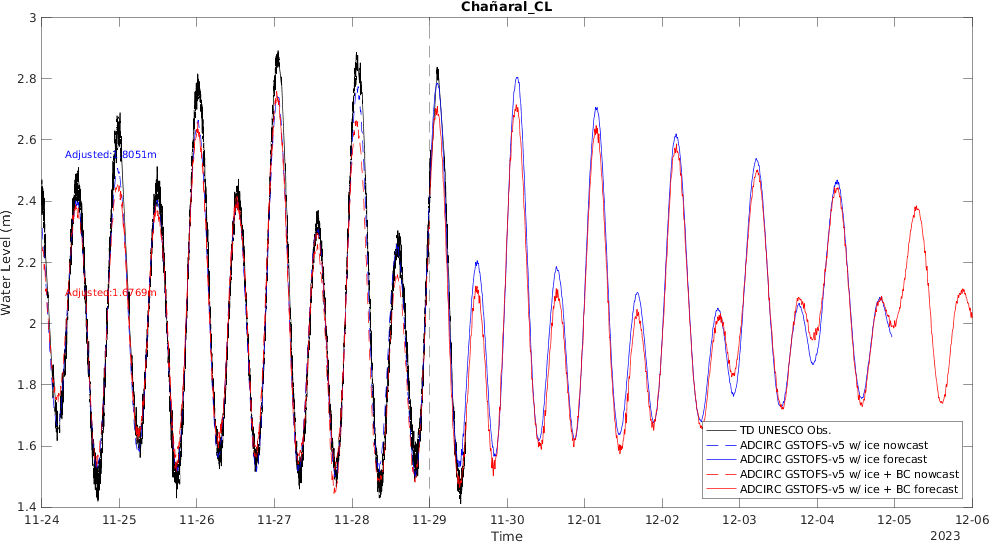 Chañaral_CL
3
2.8
2.6
2.4
2.2
2
1.8
1.6
1.4
Water Level (m)
Adjusted:1.8051m
Adjusted:1.6769m
TD UNESCO Obs.
ADCIRC GSTOFS-v5 w/ ice nowcast
ADCIRC GSTOFS-v5 w/ ice forecast
ADCIRC GSTOFS-v5 w/ ice + BC nowcast
ADCIRC GSTOFS-v5 w/ ice + BC forecast
11-24 11-25 11-26 11-27 11-28 11-29 11-30 12-01 12-02 12-03 12-04 12-05 12-06
Time
2023